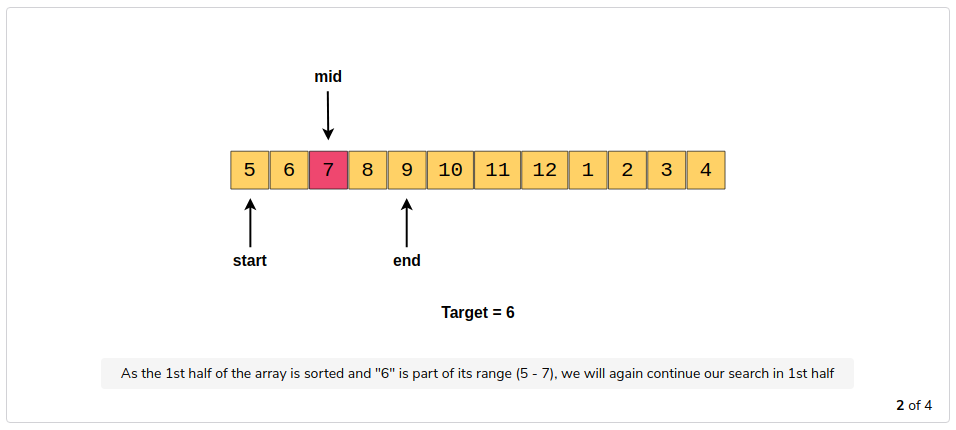 mid
5 6 7 8 9 10 11 12 1 2 3 4
start end
Target = 6
As the 1st half of the array is sorted and "6" is part of its range (5 - 7), we will again continue our search in 1st half
2 of 4